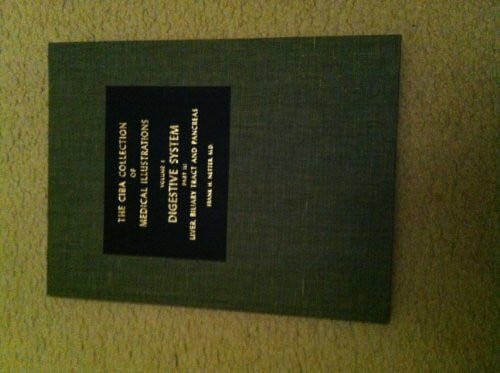 THE CIBA COLLECTION
OF
MEDICAL ILLUSTRATIONS
VOLUME 3
DIGESTIVE SYSTEM
PART III
LIVER, BILIARY TRACT AND PANCREAS
FRANK H. NETTER, M.D.